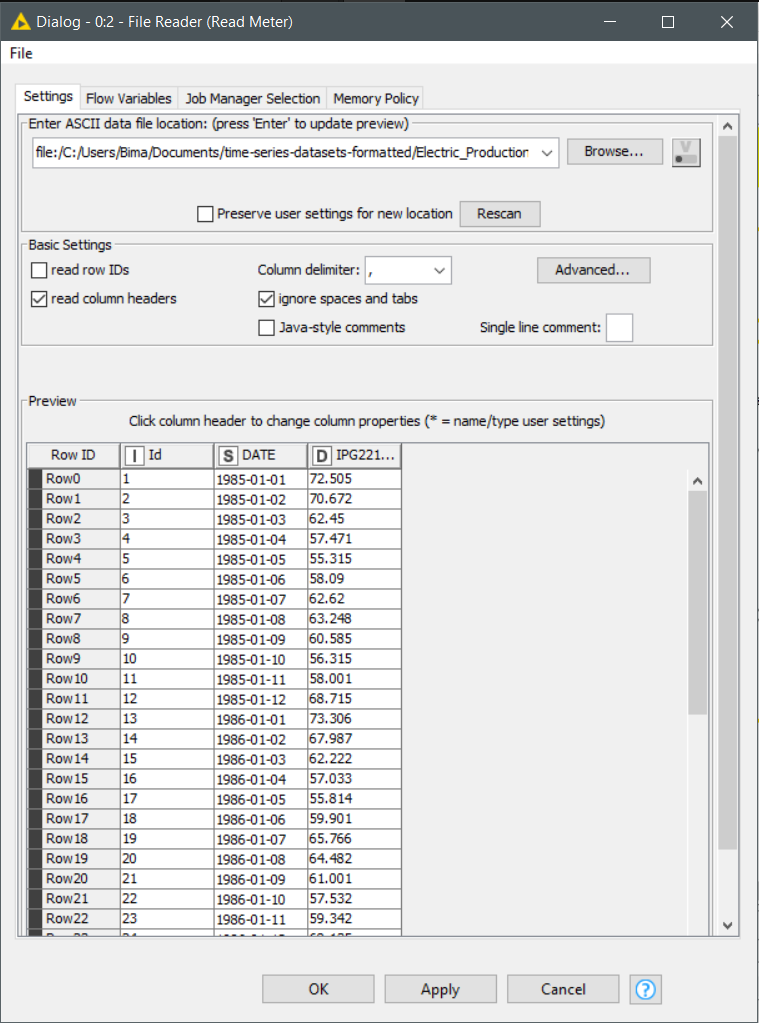 Dialog - 0:2 - File Reader (Read Meter)
File
Settings Flow Variables Job Manager Selection Memory Policy
Enter ASCII data file location: (press 'Enter' to update preview)
file:/C:/Users/Bima/Documents/time-series-datasets-formatted/Electric_Production Browse... V
Preserve user settings for new location Rescan
Basic Settings
read row IDs Column delimiter: , Advanced...
read column headers ignore spaces and tabs
Java-style comments Single line comment:
Preview
Click column header to change column properties (* = name/type user settings)
Row ID I Id S DATE D IPG221...
Row0 1 1985-01-01 72.505
Row1 2 1985-01-02 70.672
Row2 3 1985-01-03 62.45
Row3 4 1985-01-04 57.471
Row4 5 1985-01-05 55.315
Row5 6 1985-01-06 58.09
Row6 7 1985-01-07 62.62
Row7 8 1985-01-08 63.248
Row8 9 1985-01-09 60.585
Row9 10 1985-01-10 56.315
Row10 11 1985-01-11 58.001
Row11 12 1985-01-12 68.715
Row12 13 1986-01-01 73.306
Row13 14 1986-01-02 67.987
Row14 15 1986-01-03 62.222
Row15 16 1986-01-04 57.033
Row16 17 1986-01-05 55.814
Row17 18 1986-01-06 59.901
Row18 19 1986-01-07 65.766
Row19 20 1986-01-08 64.482
Row20 21 1986-01-09 61.001
Row21 22 1986-01-10 57.532
Row22 23 1986-01-11 59.342
OK Apply Cancel ?